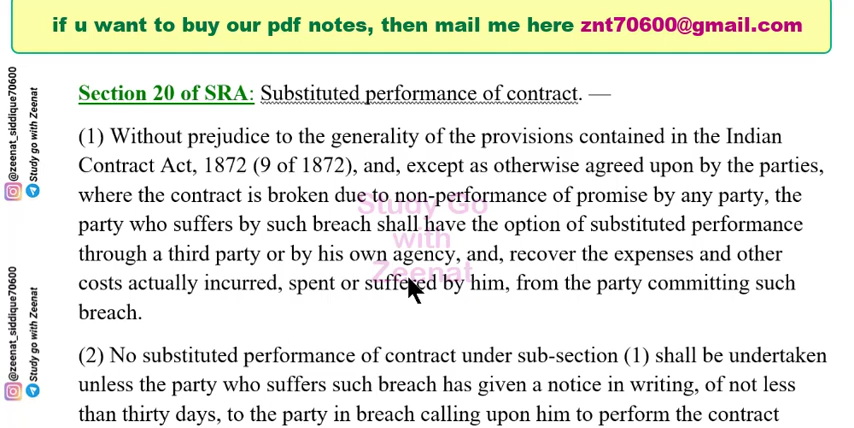 if u want to buy our pdf notes, then mail me here znt70600@gmail.com
Section 20 of SRA: Substituted performance of contract. —
(1) Without prejudice to the generality of the provisions contained in the Indian
Contract Act, 1872 (9 of 1872), and, except as otherwise agreed upon by the parties,
where the contract is broken due to non-performance of promise by any party, the
party who suffers by such breach shall have the option of substituted performance
through a third party or by his own agency, and, recover the expenses and other
costs actually incurred, spent or suffered by him, from the party committing such
breach.
(2) No substituted performance of contract under sub-section (1) shall be undertaken
unless the party who suffers such breach has given a notice in writing, of not less
than thirty days, to the party in breach calling upon him to perform the contract
@zeenat_siddique70600
Study go with Zeenat
@zeenat_siddique70600
Study go with Zeenat
Study Go
with
Zeenat